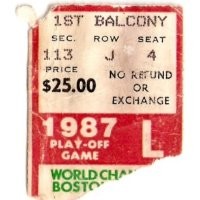 1ST BALCONY
SEC. ROW SEAT
113 J 4
PRICE
$25.00
NO REFUND
OR
EXCHANGE
1987
PLAY-OFF
GAME
L
WORLD CHAM
BOSTO